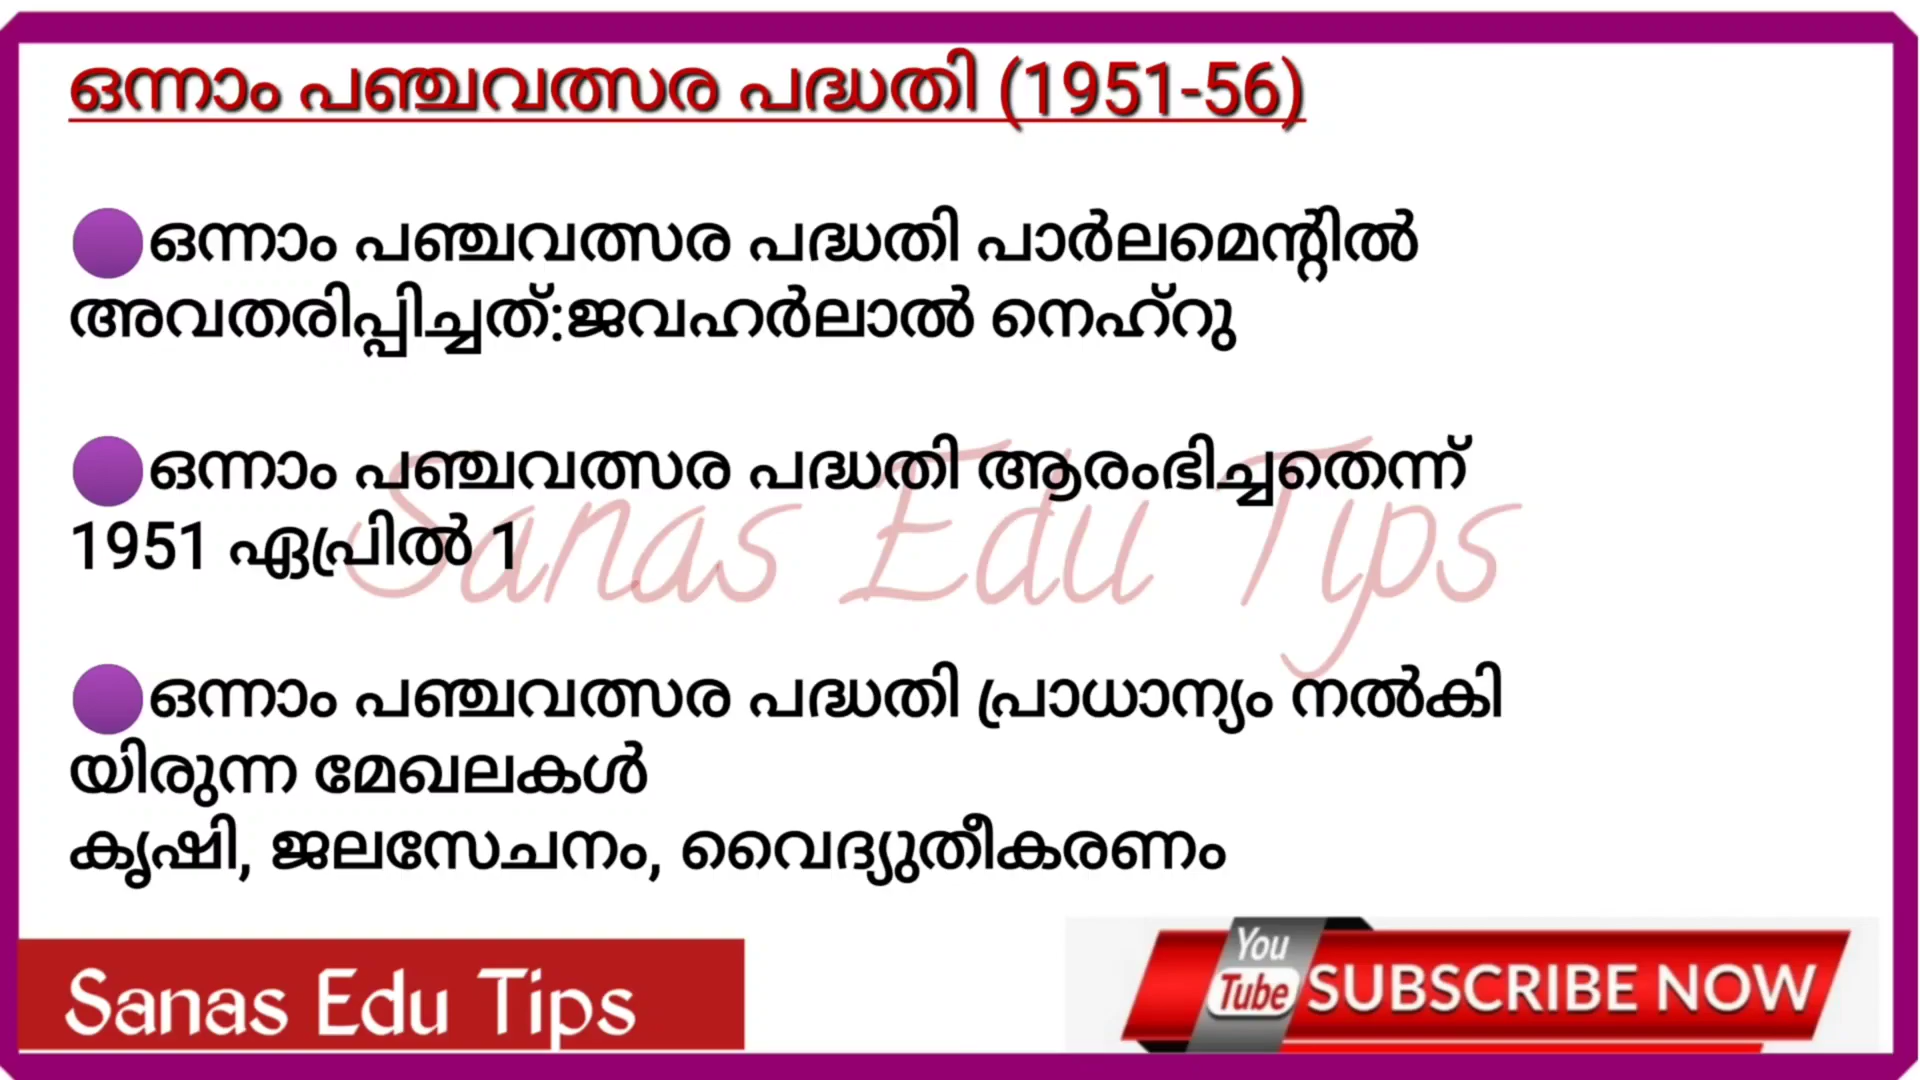 ഒന്നാം പഞ്ചവത്സര പദ്ധതി (1951-56)
ഒന്നാം പഞ്ചവത്സര പദ്ധതി പാർലമെന്റിൽ
അവതരിപ്പിച്ചത്:ജവഹർലാൽ നെഹ്റു
ഒന്നാം പഞ്ചവത്സര പദ്ധതി ആരംഭിച്ചതെന്ന്
1951 ഏപ്രിൽ 1
Sanas Edu Tips
ഒന്നാം പഞ്ചവത്സര പദ്ധതി പ്രാധാന്യം നൽകി
യിരുന്ന മേഖലകൾ
കൃഷി, ജലസേചനം, വൈദ്യുതീകരണം
Sanas Edu Tips
You
Tube SUBSCRIBE NOW